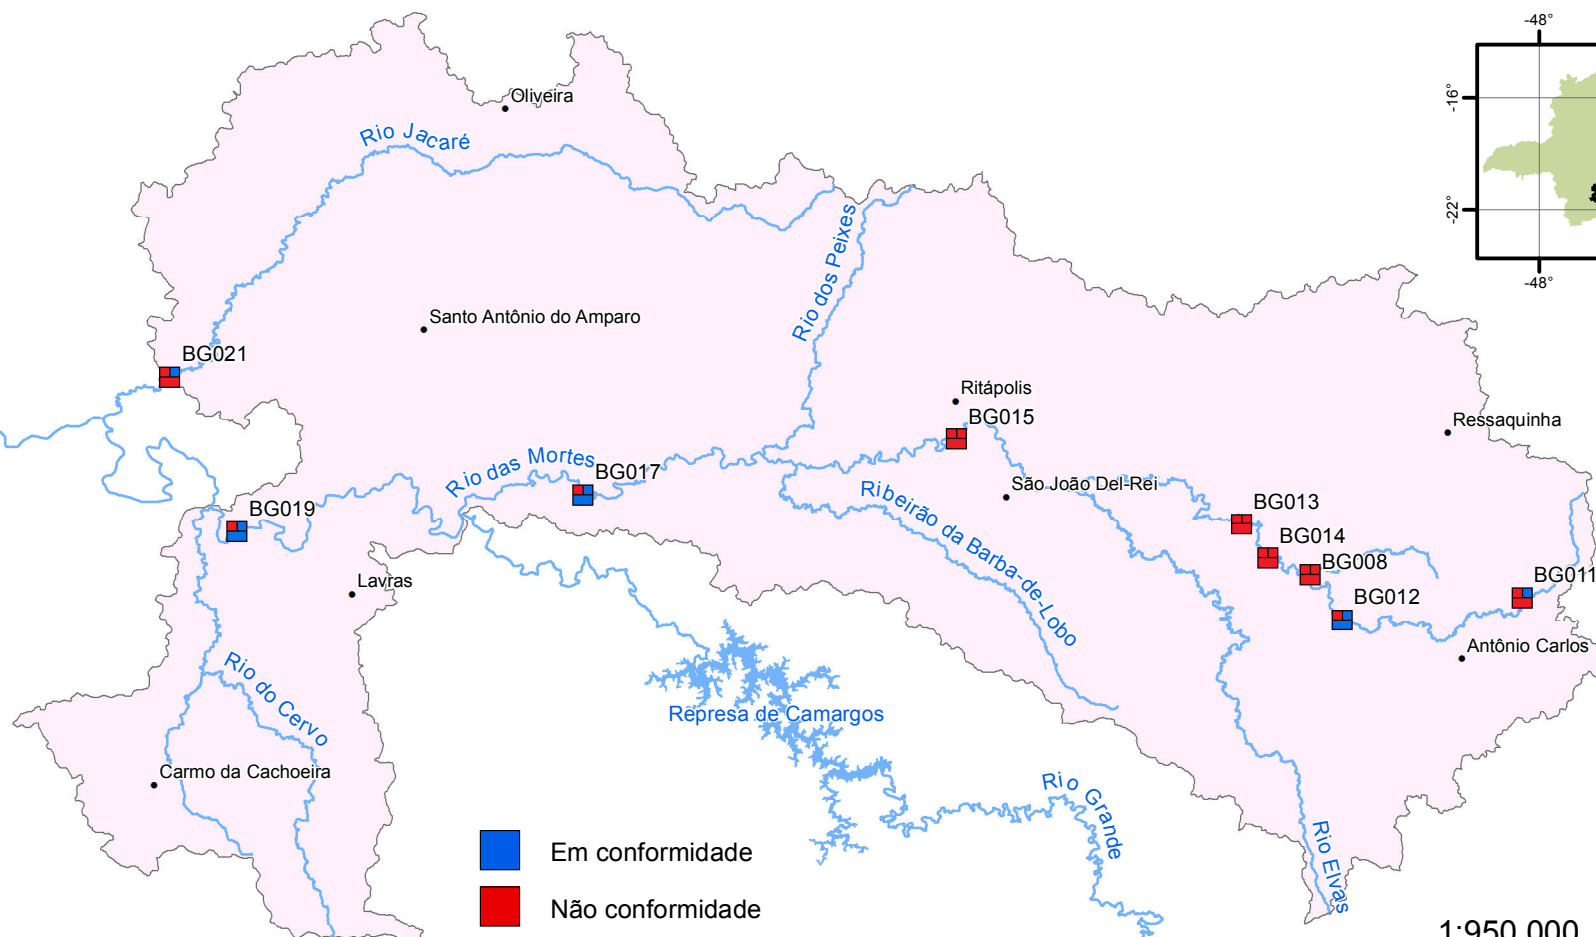 -48°
Oliveira
-16°
Rio Jacaré
-22°
Rio dos Peixes
-48°
Santo Antônio do Amparo
BG021
Ritápolis
BG015
Ressaquinha
Rio das Mortes
BG017
São João Del-Rei
BG019
Ribeirão da Barba-de-Lobo
BG013
BG014
BG008
BG011
Lavras
BG012
Antônio Carlos
Rio do Cervo
Represa de Camargos
Carmo da Cachoeira
Rio Grande
Rio Elvas
Em conformidade
Não conformidade
1:950.000